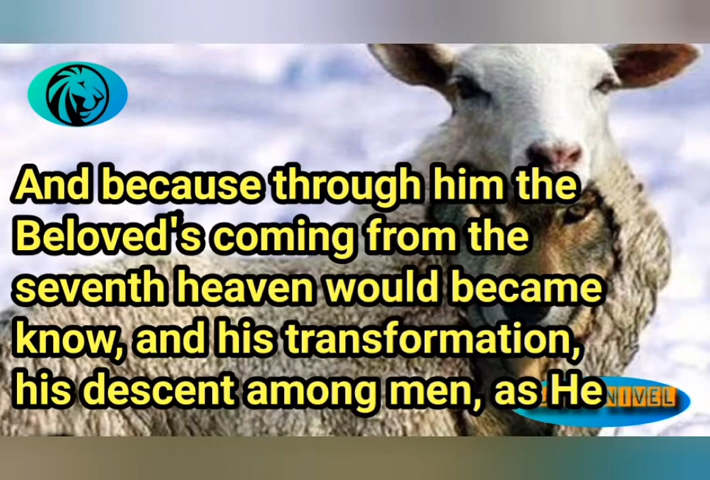 And because through him the
Beloved's coming from the
seventh heaven would became
know, and his transformation,
his descent among men, as He
NIVEL